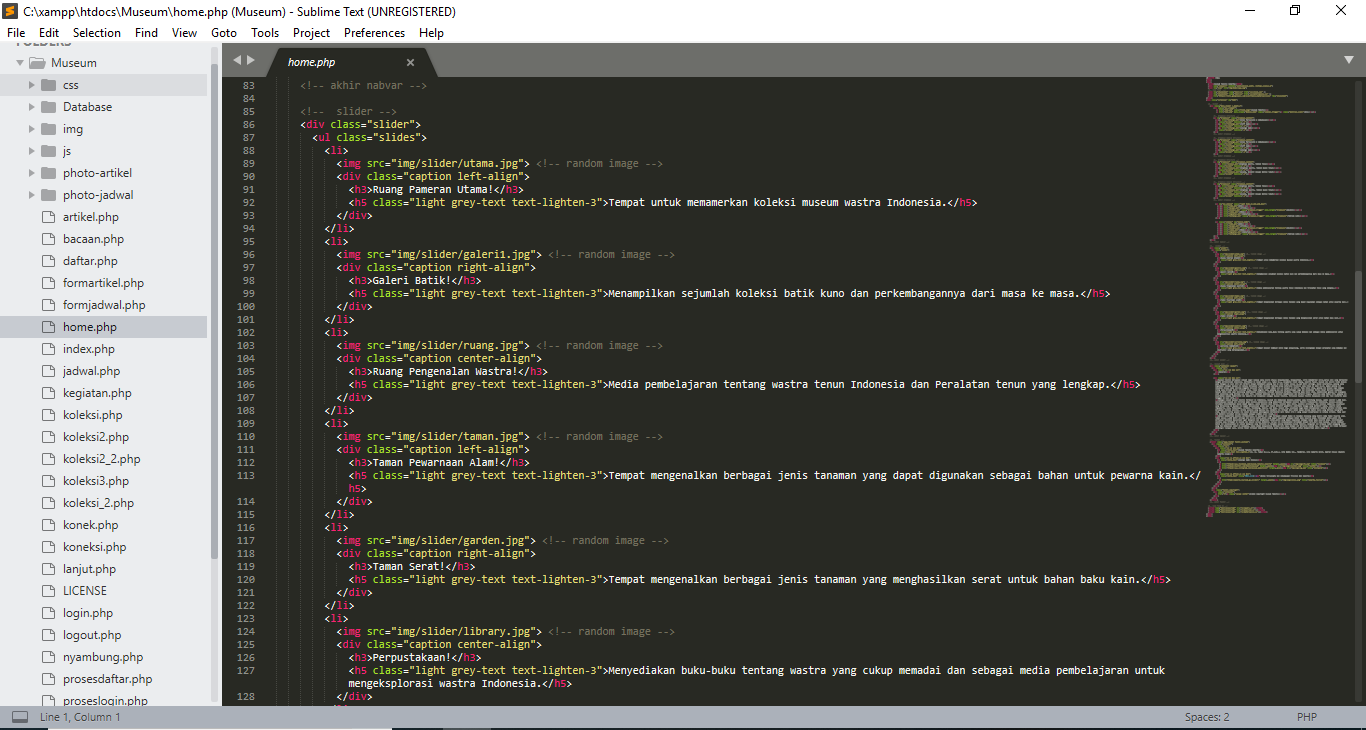 C:\xampp\htdocs\Museum\home.php (Museum) - Sublime Text (UNREGISTERED)
File Edit Selection Find View Goto Tools Project Preferences Help
FOLDERS
Museum
css
Database
img
js
photo-artikel
photo-jadwal
artikel.php
bacaan.php
daftar.php
formartikel.php
formjadwal.php
home.php
index.php
jadwal.php
kegiatan.php
koleksi.php
koleksi2.php
koleksi2_2.php
koleksi3.php
koleksi_2.php
konek.php
koneksi.php
lanjut.php
LICENSE
login.php
logout.php
nyambung.php
prosesdaftar.php
proseslogin.php
home.php
83 <!-- akhir nabvar -->
84
85 <!--  slider -->
86 <div class="slider">
87 <ul class="slides">
88 <li>
89 <img src="img/slider/utama.jpg"> <!-- random image -->
90 <div class="caption left-align">
91 <h3>Ruang Pameran Utama!</h3>
92 <h5 class="light grey-text text-lighten-3">Tempat untuk memamerkan koleksi museum wastra Indonesia.</h5>
93 </div>
94 </li>
95 <li>
96 <img src="img/slider/galeri1.jpg"> <!-- random image -->
97 <div class="caption right-align">
98 <h3>Galeri Batik!</h3>
99 <h5 class="light grey-text text-lighten-3">Menampilkan sejumlah koleksi batik kuno dan perkembangannya dari masa ke masa.</h5>
100 </div>
101 </li>
102 <li>
103 <img src="img/slider/ruang.jpg"> <!-- random image -->
104 <div class="caption center-align">
105 <h3>Ruang Pengenalan Wastra!</h3>
106 <h5 class="light grey-text text-lighten-3">Media pembelajaran tentang wastra tenun Indonesia dan Peralatan tenun yang lengkap.</h5>
107 </div>
108 </li>
109 <li>
110 <img src="img/slider/taman.jpg"> <!-- random image -->
111 <div class="caption left-align">
112 <h3>Taman Pewarnaan Alam!</h3>
113 <h5 class="light grey-text text-lighten-3">Tempat mengenalkan berbagai jenis tanaman yang dapat digunakan sebagai bahan untuk pewarna kain.</
h5>
114 </div>
115 </li>
116 <li>
117 <img src="img/slider/garden.jpg"> <!-- random image -->
118 <div class="caption right-align">
119 <h3>Taman Serat!</h3>
120 <h5 class="light grey-text text-lighten-3">Tempat mengenalkan berbagai jenis tanaman yang menghasilkan serat untuk bahan baku kain.</h5>
121 </div>
122 </li>
123 <li>
124 <img src="img/slider/library.jpg"> <!-- random image -->
125 <div class="caption center-align">
126 <h3>Perpustakaan!</h3>
127 <h5 class="light grey-text text-lighten-3">Menyediakan buku-buku tentang wastra yang cukup memadai dan sebagai media pembelajaran untuk
mengeksplorasi wastra Indonesia.</h5>
128 </div>
Line 1, Column 1
Spaces: 2
PHP